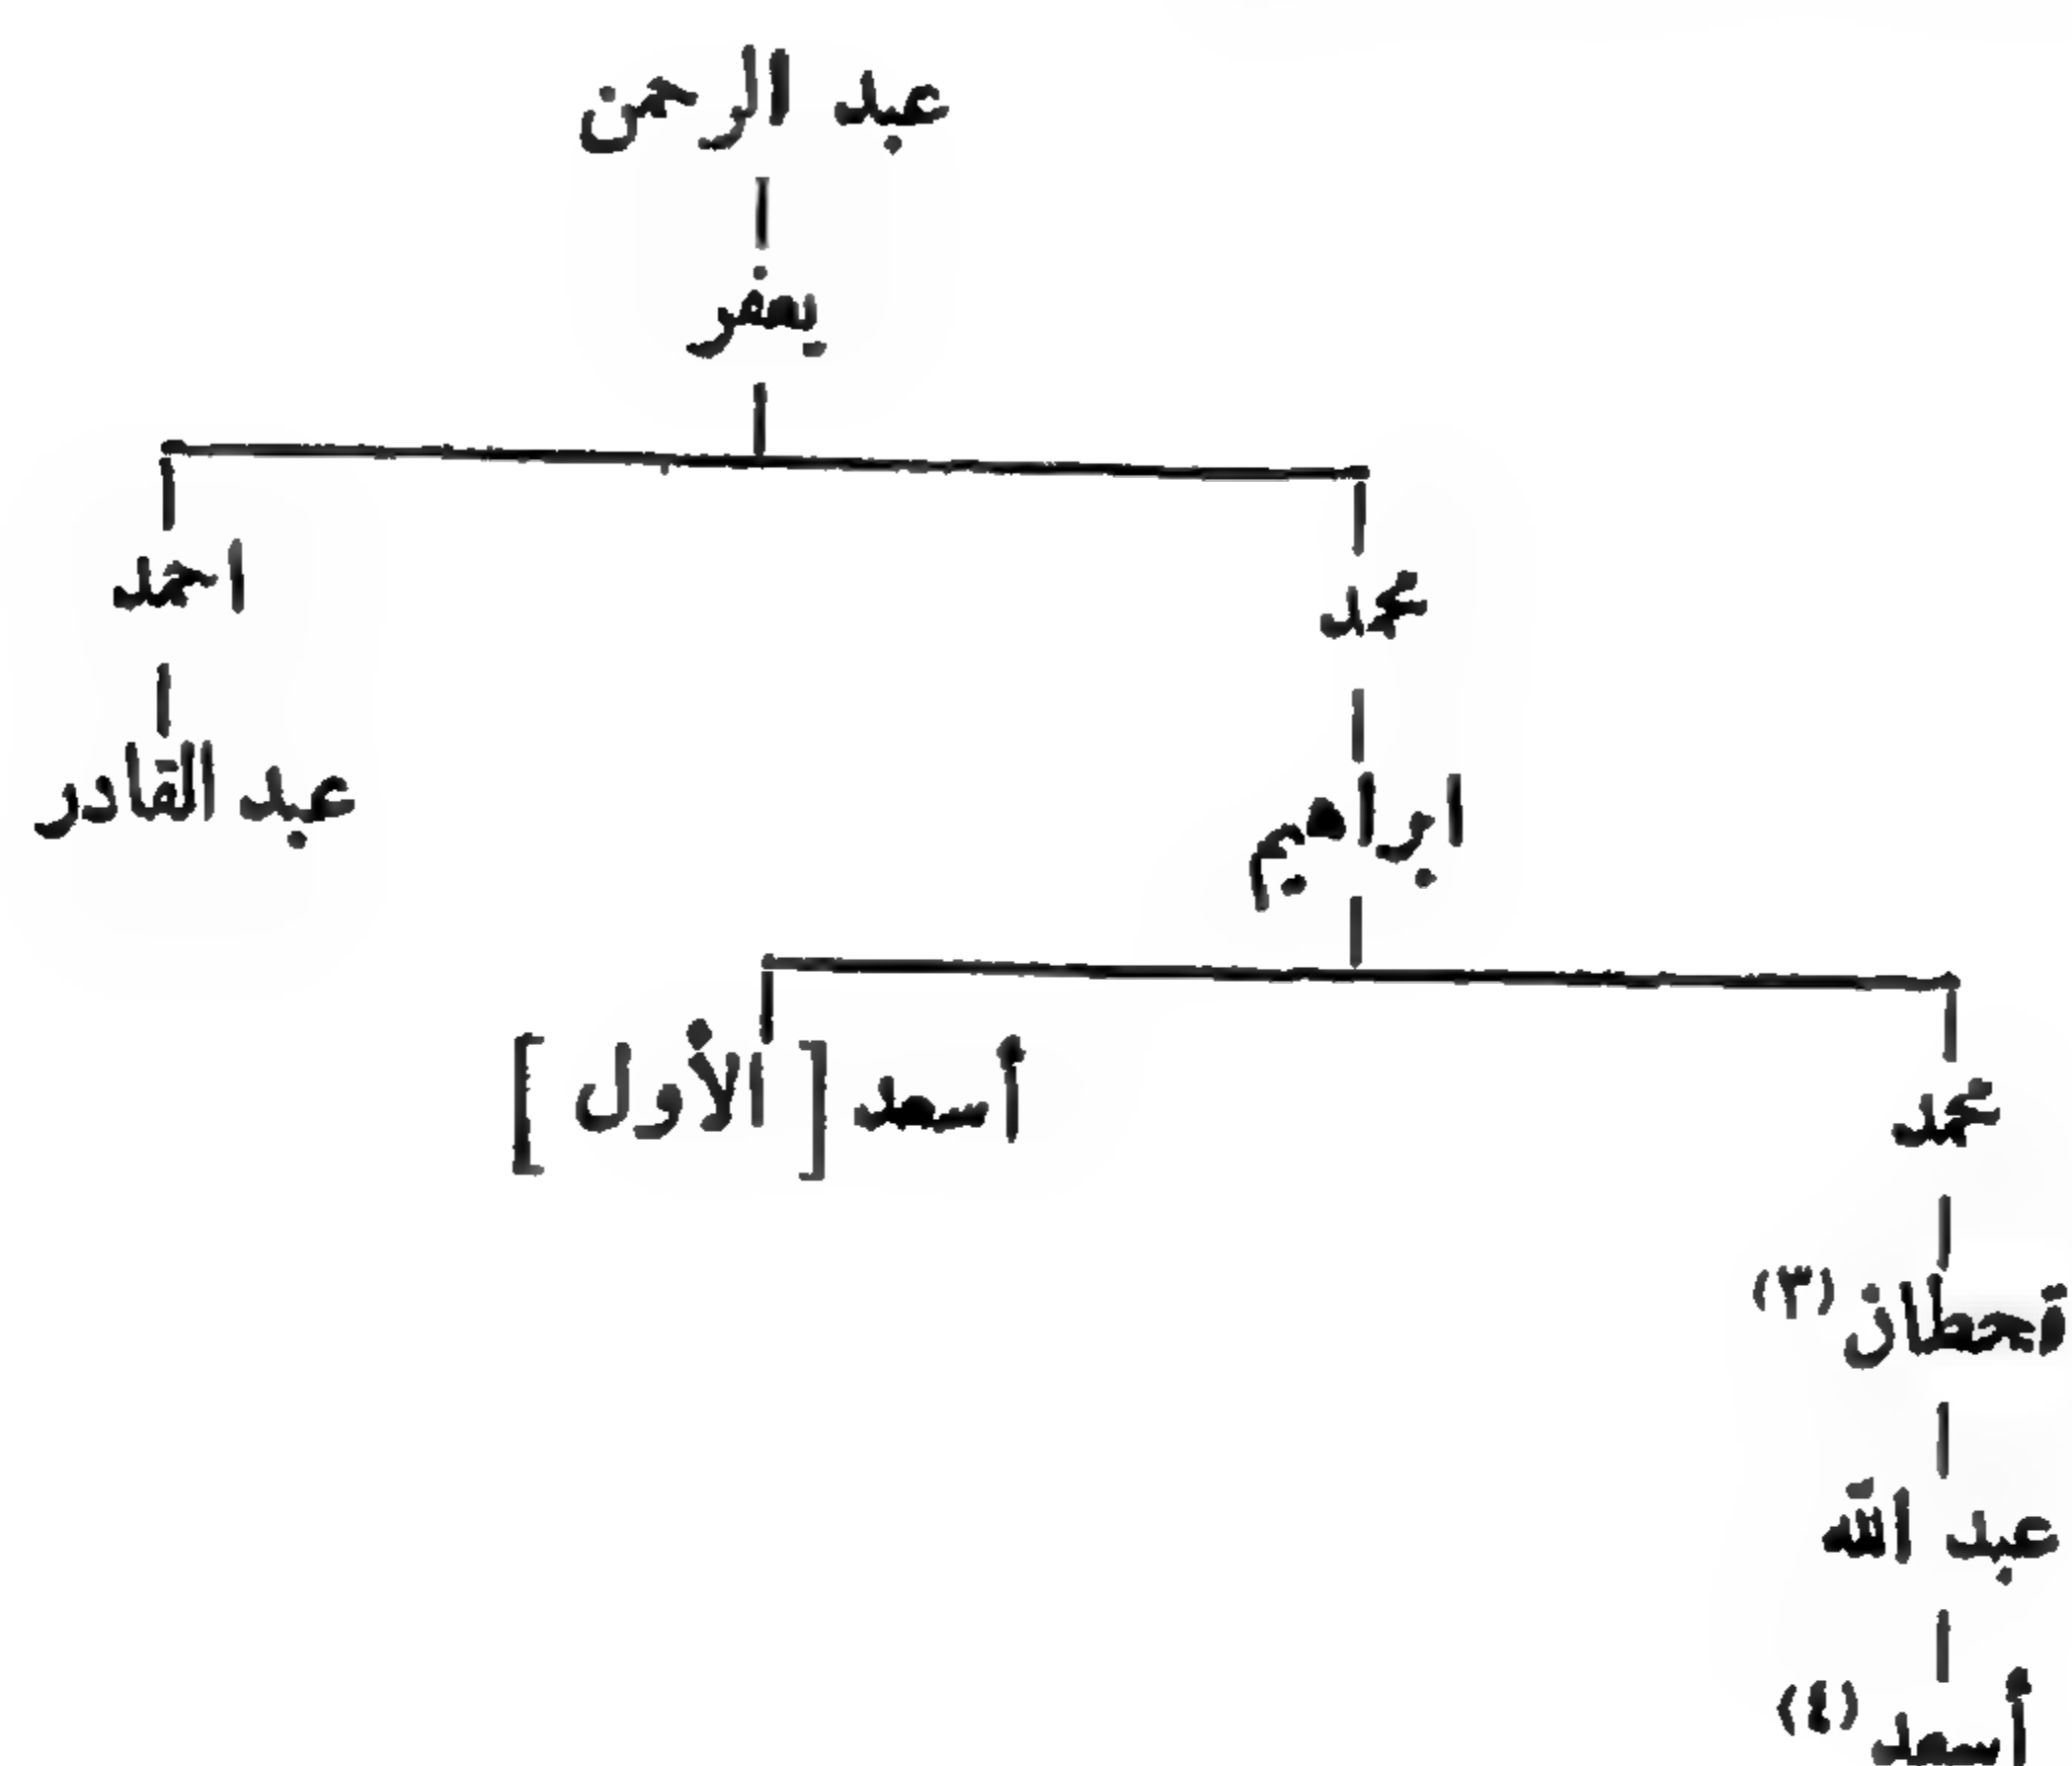 عبد الرحمن
يعفر
محمد
احمد
ابراهيم
عبد القادر
محمد
أسعد [ الأول ]
قحطان (٣)
عبد الله
أسعد (٤)